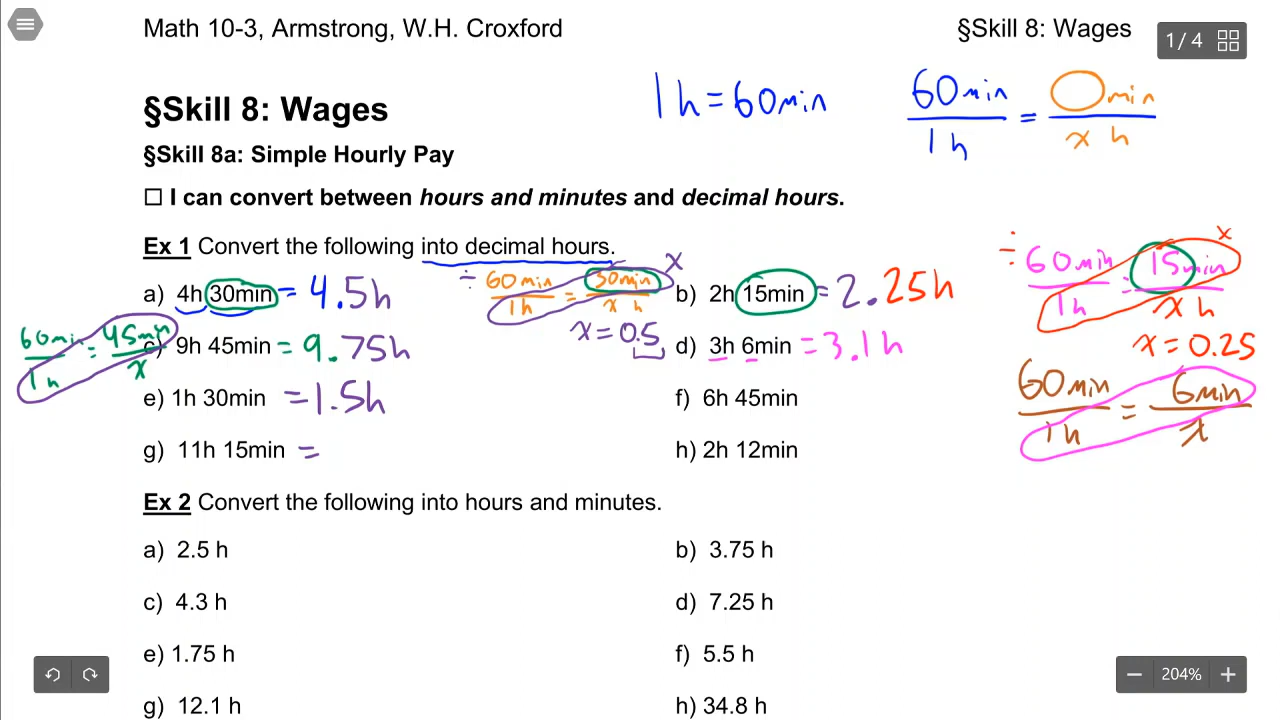 Math 10-3, Armstrong, W.H. Croxford §Skill 8: Wages
1 / 4
1h = 60min 60min/1h = 0min/x h
§Skill 8: Wages
§Skill 8a: Simple Hourly Pay
☐ I can convert between hours and minutes and decimal hours.
Ex 1 Convert the following into decimal hours.
a) 4h 30min = 4.5h
÷ 60min/1h = 30min/x h x
x = 0.5
b) 2h 15min = 2.25h
÷ 60min/1h = 15min/x h x
x = 0.25
60min/1h = 45min/x
c) 9h 45min = 9.75h
d) 3h 6min = 3.1h
60min/1h = 6min/x
e) 1h 30min = 1.5h
f) 6h 45min
g) 11h 15min =
h) 2h 12min
Ex 2 Convert the following into hours and minutes.
a) 2.5 h
b) 3.75 h
c) 4.3 h
d) 7.25 h
e) 1.75 h
f) 5.5 h
g) 12.1 h
h) 34.8 h
204%